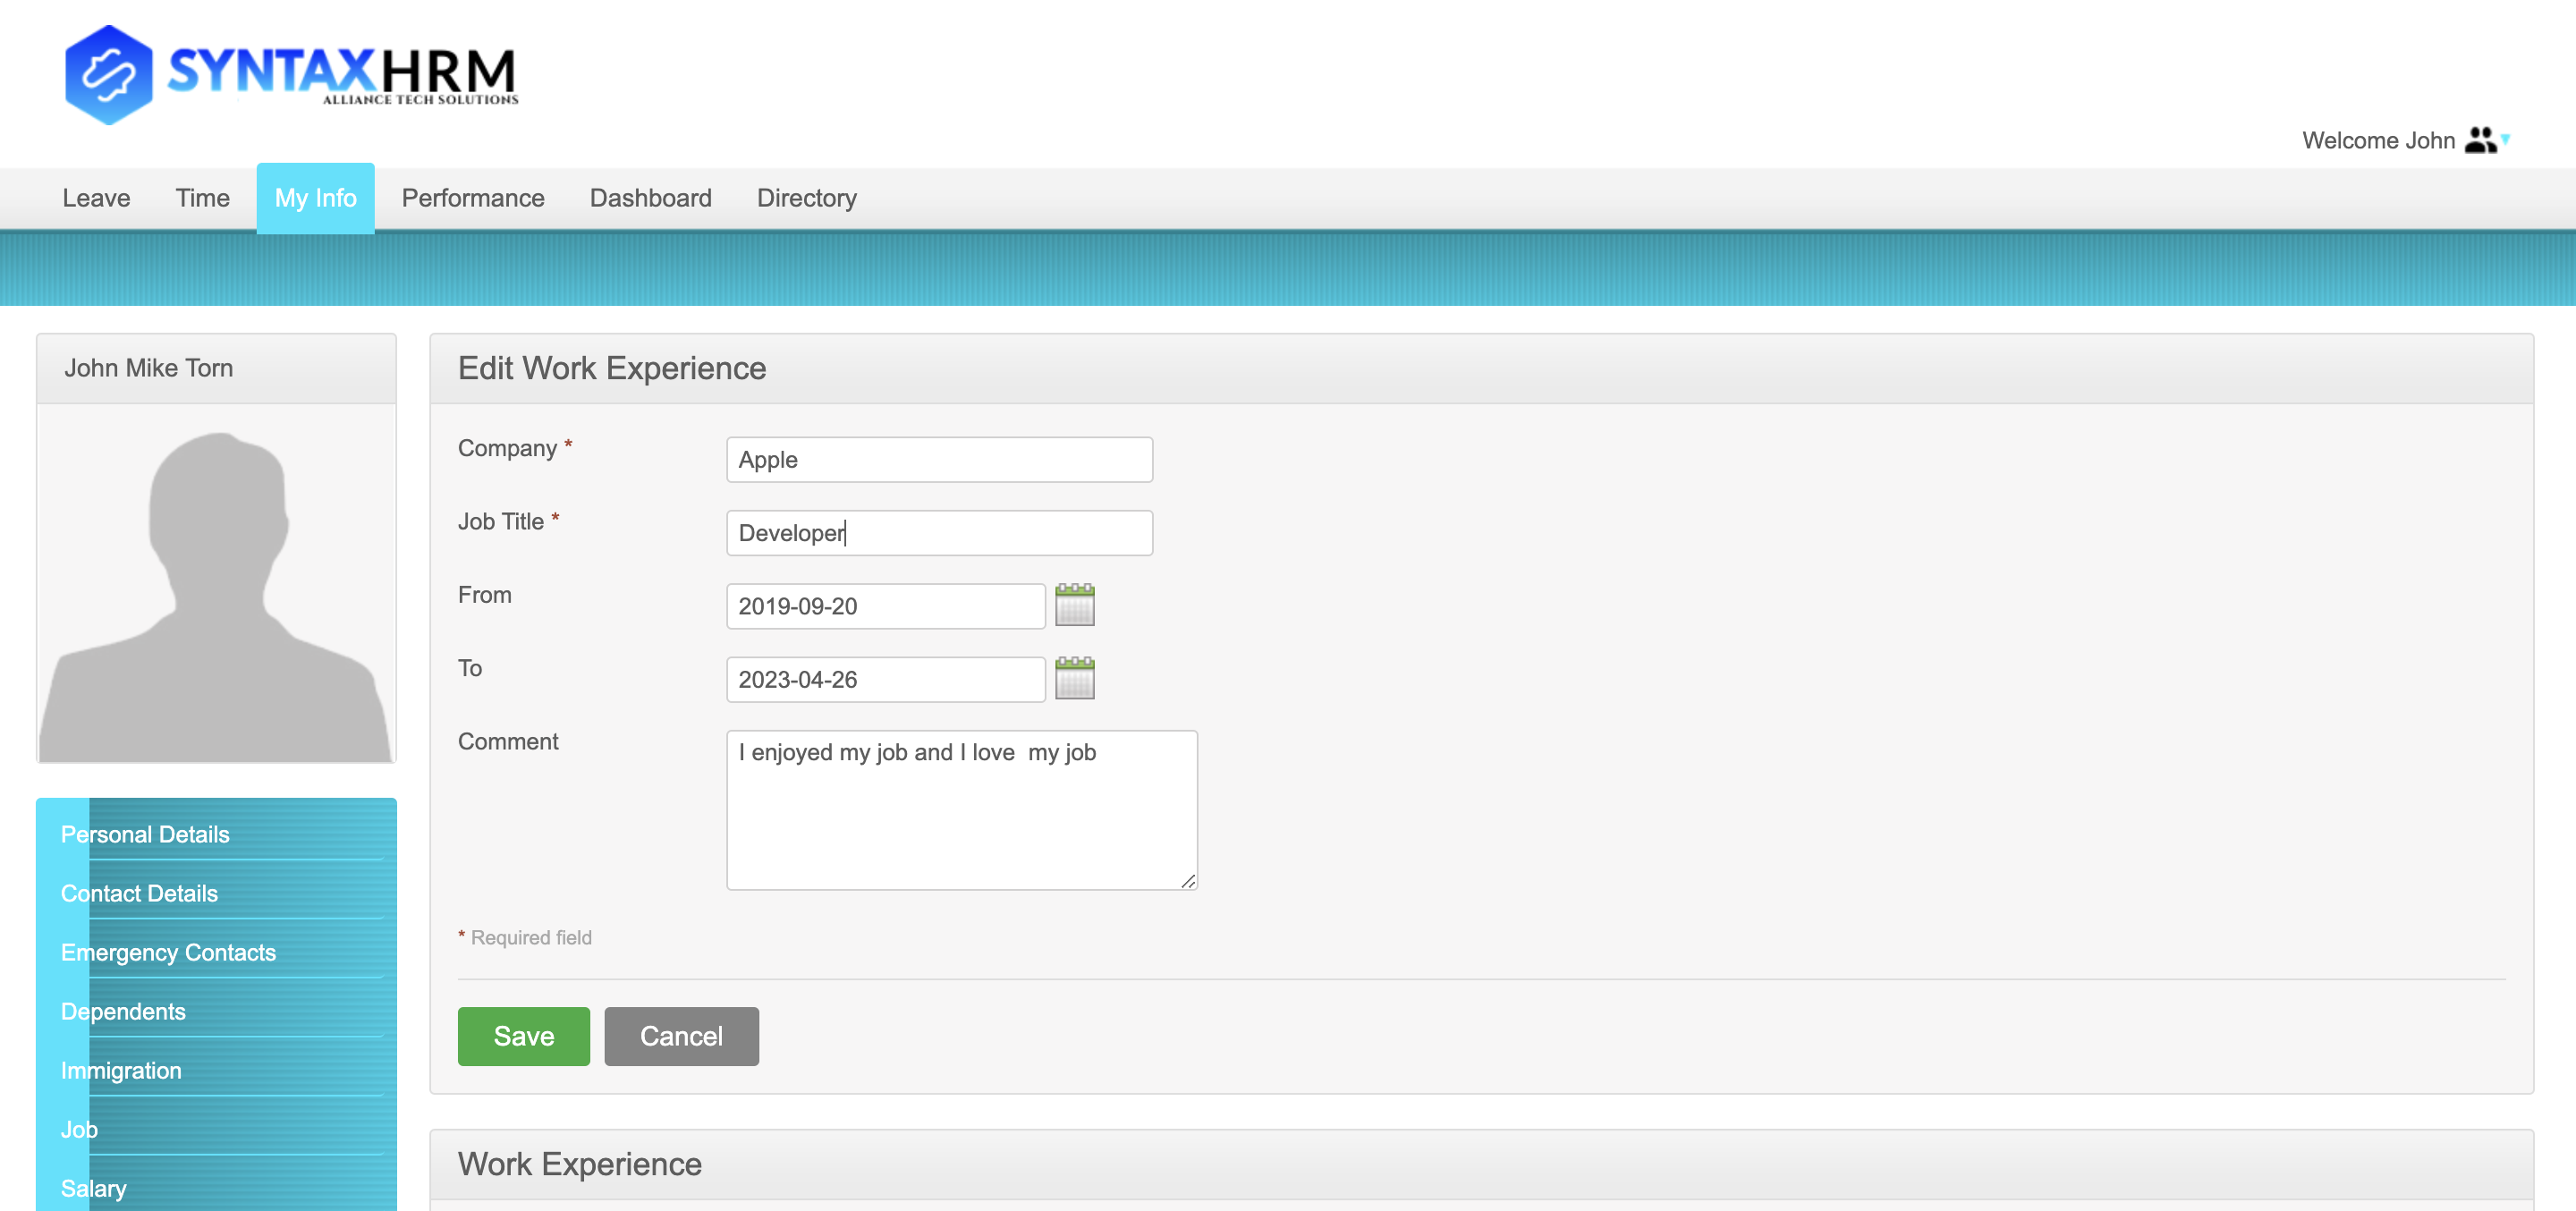 SYNTAXHRM
ALLIANCE TECH SOLUTIONS
Welcome John
Leave Time My Info Performance Dashboard Directory
John Mike Torn
Edit Work Experience
Company *
Apple
Job Title *
Developer
From
2019-09-20
To
2023-04-26
Comment
I enjoyed my job and I love  my job
* Required field
Save Cancel
Personal Details
Contact Details
Emergency Contacts
Dependents
Immigration
Job
Salary
Work Experience